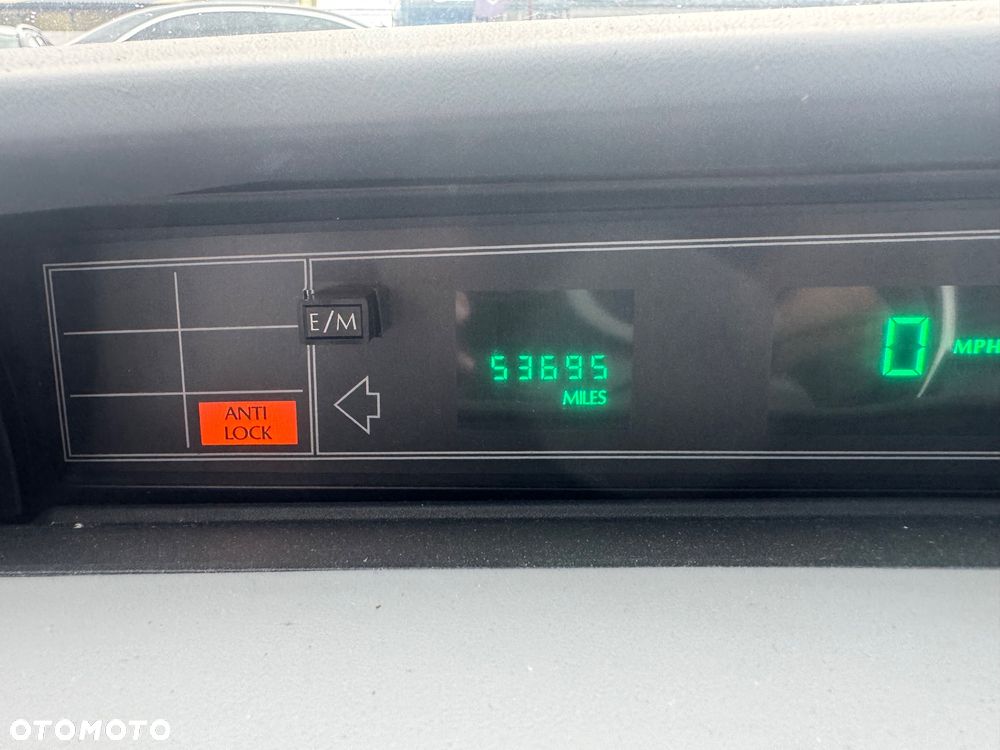 E/M
53695
MILES
0 MPH
ANTI
LOCK
OTOMOTO